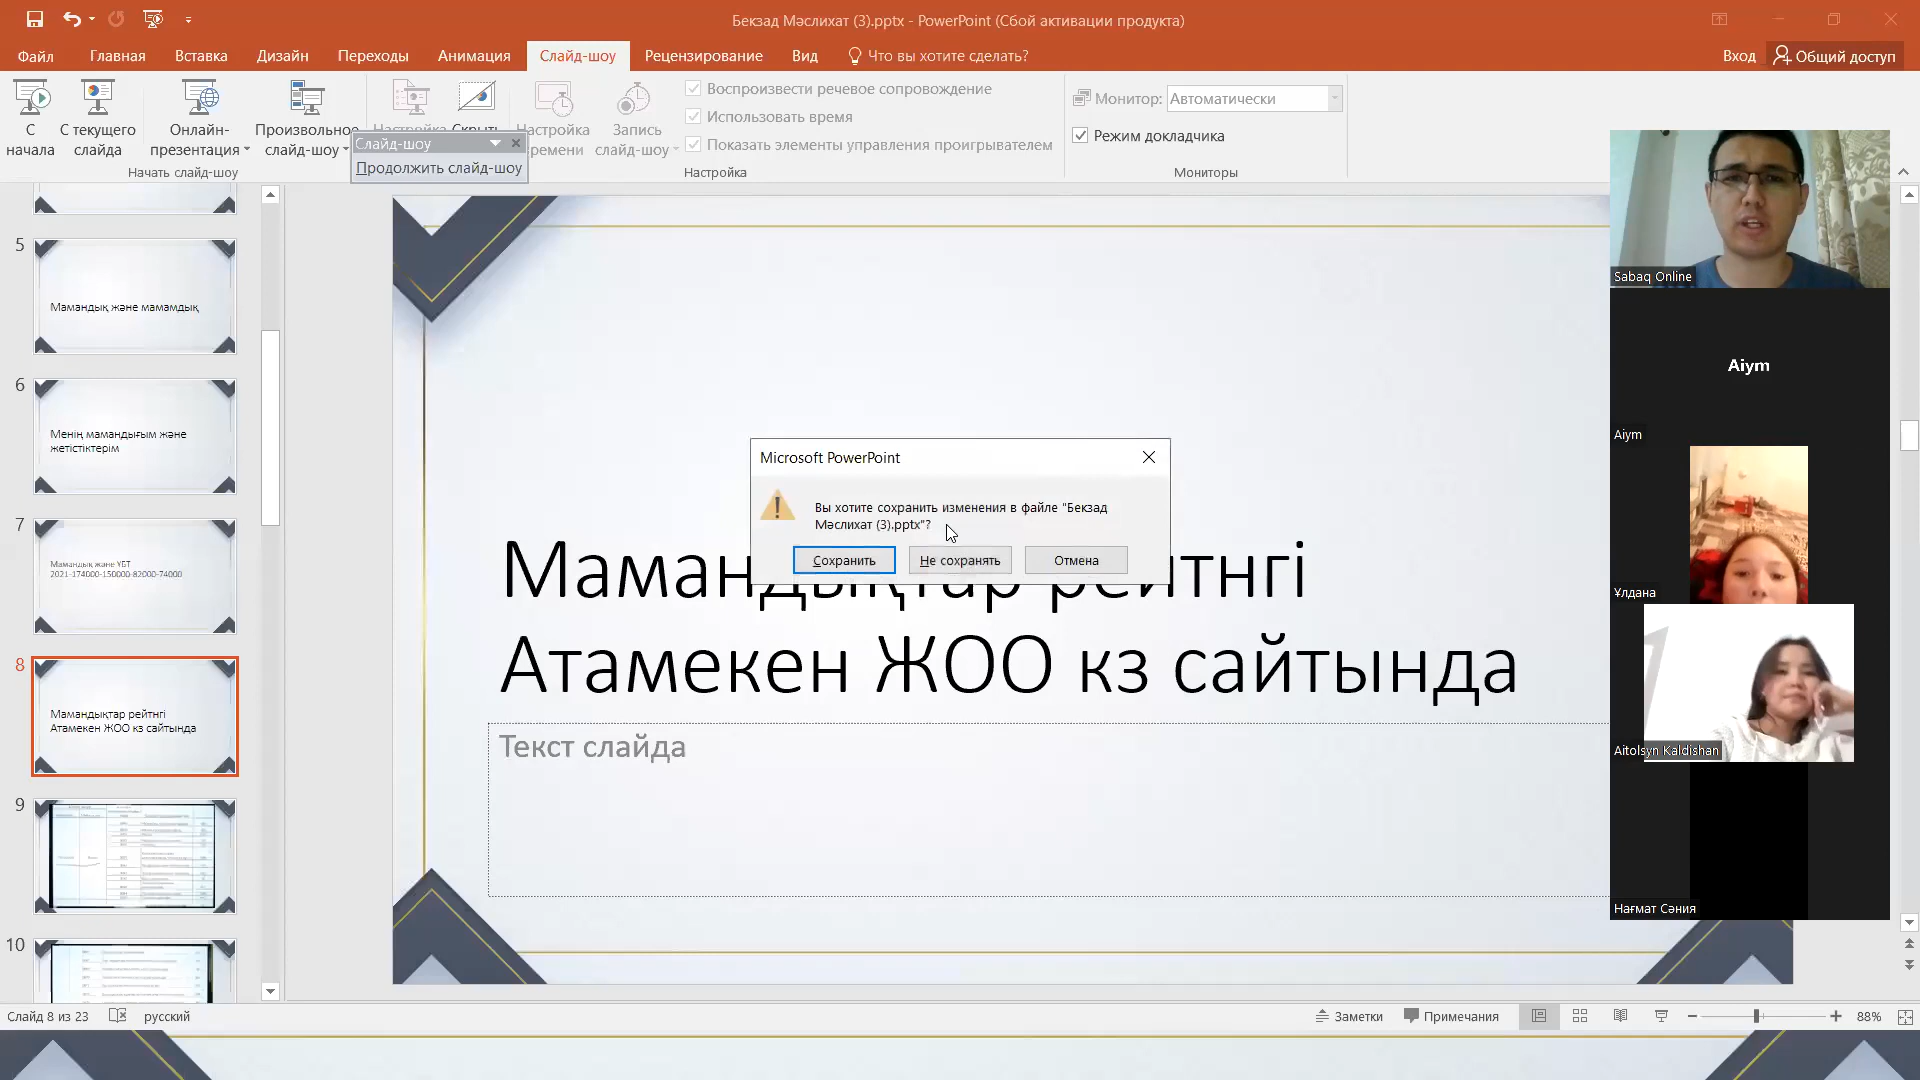 Бекзад Мәслихат (3).pptx - PowerPoint (Сбой активации продукта)
Файл
Главная
Вставка
Дизайн
Переходы
Анимация
Слайд-шоу
Рецензирование
Вид
Что вы хотите сделать?
Вход
Общий доступ
С начала
С текущего слайда
Онлайн-презентация
Произвольное слайд-шоу
Настройка
Скрыть
Настройка времени
Запись слайд-шоу
Воспроизвести речевое сопровождение
Использовать время
Показать элементы управления проигрывателем
Монитор:
Автоматически
Режим докладчика
Начать слайд-шоу
Настройка
Мониторы
Слайд-шоу
Продолжить слайд-шоу
5
Мамандық және мамамдық
6
Менің мамандығым және
жетістіктерім
7
Мамандық және ҰБТ
2021-174000-150000-82000-74000
8
Мамандықтар рейтнгі
Атамекен ЖОО кз сайтында
9
10
Мамандықтар рейтнгі
Атамекен ЖОО кз сайтында
Текст слайда
Microsoft PowerPoint
Вы хотите сохранить изменения в файле "Бекзад
Мәслихат (3).pptx"?
Сохранить
Не сохранять
Отмена
Sabaq Online
Aiym
Aiym
Ұлдана
Aitolsyn Kaldishan
Нағмат Сәния
Слайд 8 из 23
русский
Заметки
Примечания
88%